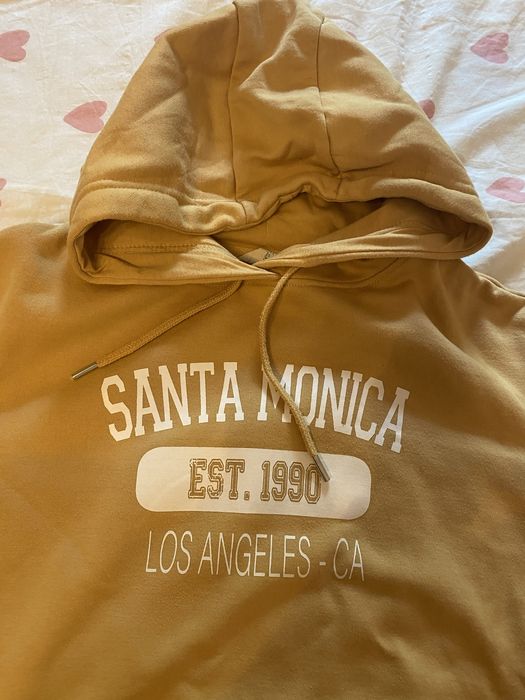 SANTA MONICA
EST. 1990
LOS ANGELES - CA